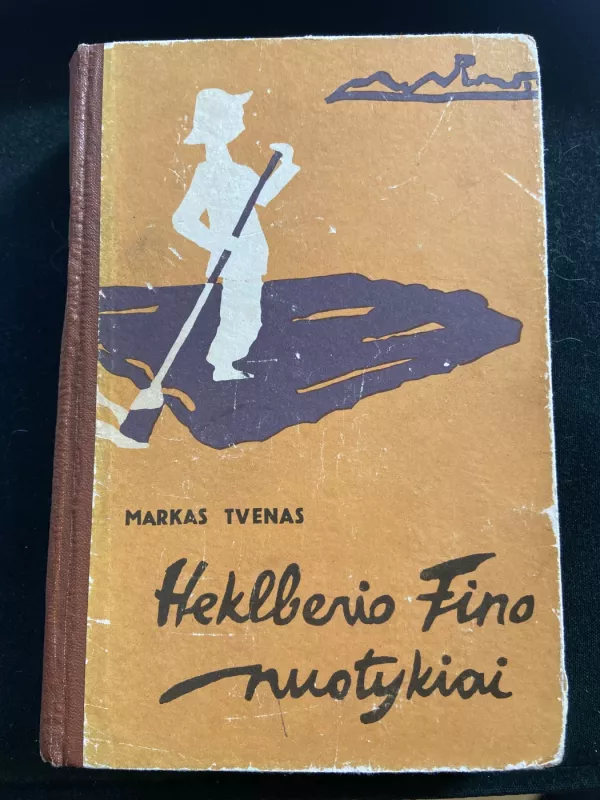 MARKAS TVENAS
Heklberio Fino
nuotykiai